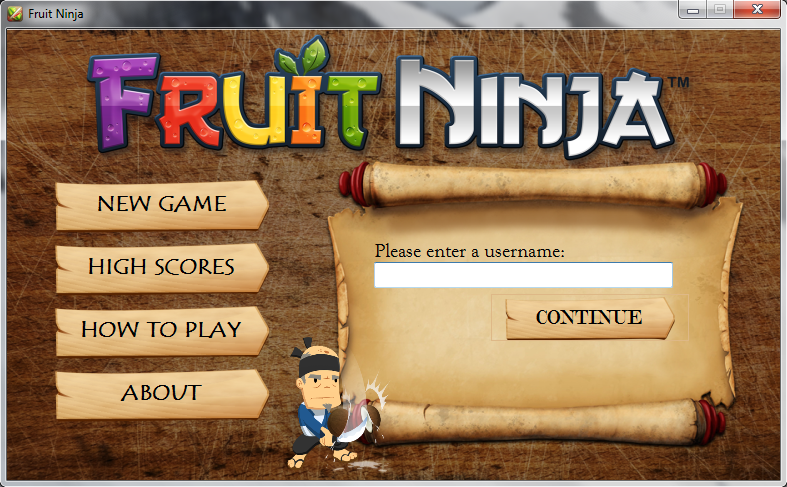 Fruit Ninja
FRUIT NINJA™
NEW GAME
HIGH SCORES
HOW TO PLAY
ABOUT
Please enter a username:
CONTINUE